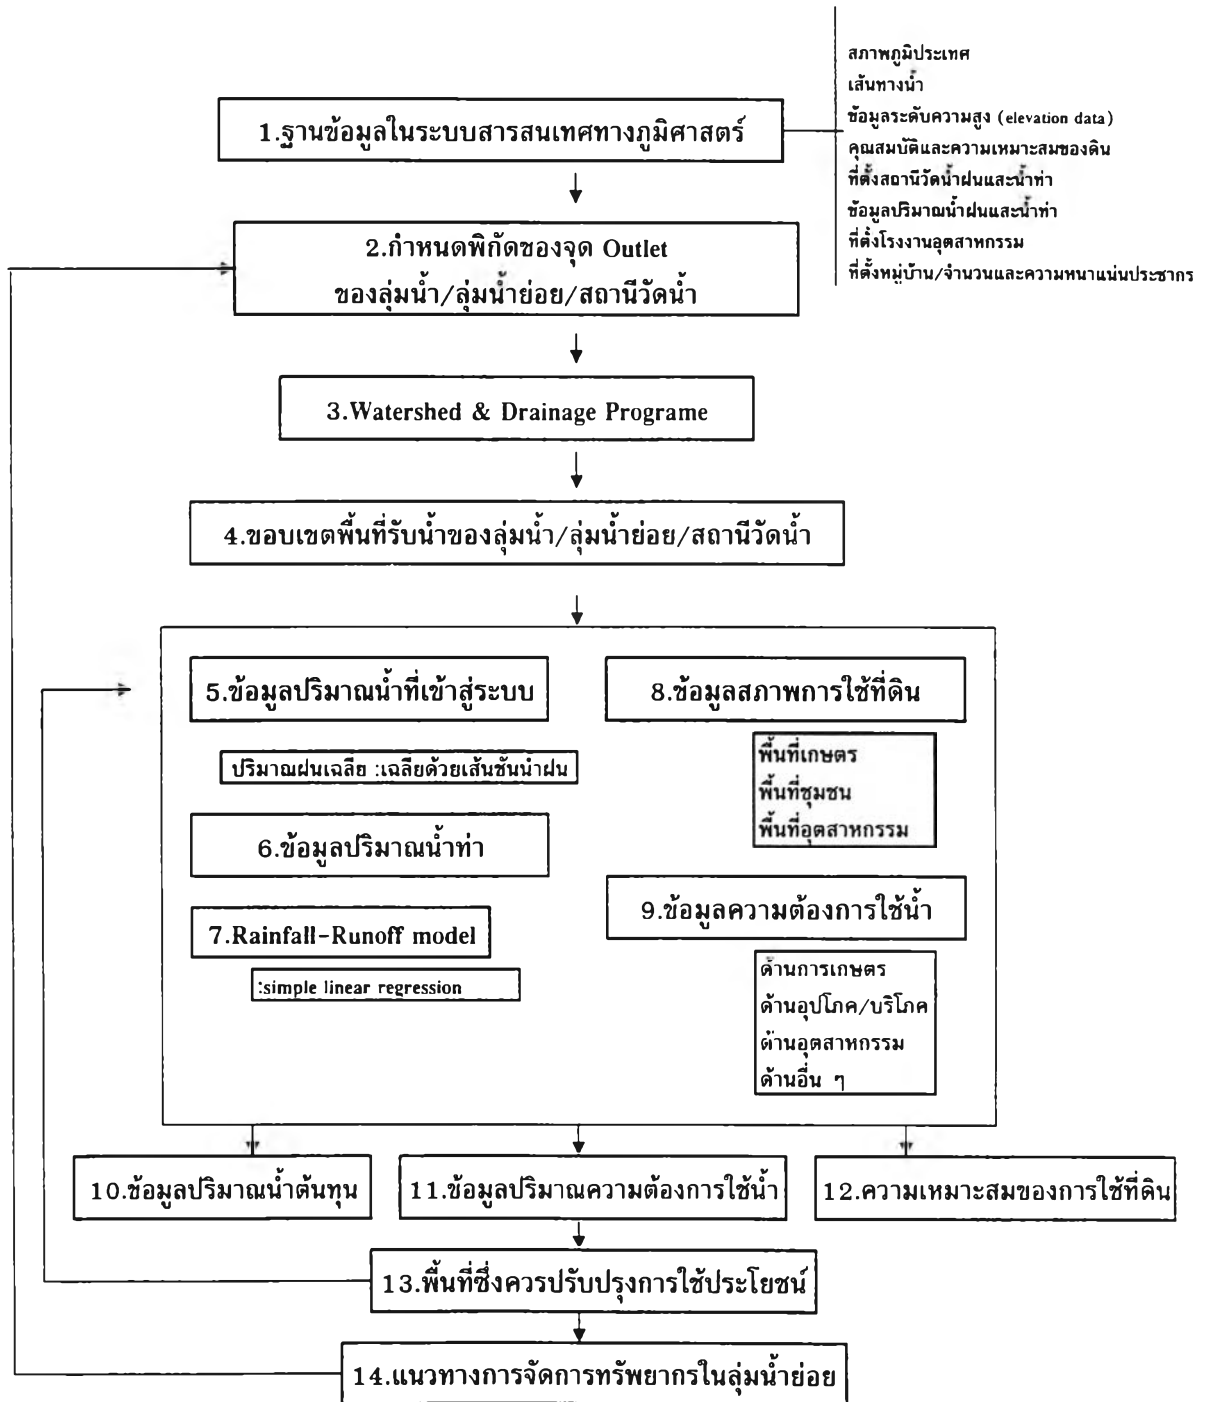 สภาพภูมิประเทศ
เส้นทางน้ำ
ข้อมูลระดับความสูง (elevation data)
คุณสมบัติและความเหมาะสมของดิน
ที่ตั้งสถานีวัดน้ำฝนและน้ำท่า
ข้อมูลปริมาณน้ำฝนและน้ำท่า
ที่ตั้งโรงงานอุตสาหกรรม
ที่ตั้งหมู่บ้าน/จำนวนและความหนาแน่นประชากร
1.ฐานข้อมูลในระบบสารสนเทศทางภูมิศาสตร์
2.กำหนดพิกัดของจุด Outlet
ของลุ่มน้ำ/ลุ่มน้ำย่อย/สถานีวัดน้ำ
3.Watershed & Drainage Programe
4.ขอบเขตพื้นที่รับน้ำของลุ่มน้ำ/ลุ่มน้ำย่อย/สถานีวัดน้ำ
5.ข้อมูลปริมาณน้ำที่เข้าสู่ระบบ
ปริมาณฝนเฉลี่ย :เฉลี่ยด้วยเส้นชั้นน้ำฝน
6.ข้อมูลปริมาณน้ำท่า
7.Rainfall-Runoff model
:simple linear regression
8.ข้อมูลสภาพการใช้ที่ดิน
พื้นที่เกษตร
พื้นที่ชุมชน
พื้นที่อุตสาหกรรม
9.ข้อมูลความต้องการใช้น้ำ
ด้านการเกษตร
ด้านอุปโภค/บริโภค
ด้านอุตสาหกรรม
ด้านอื่น ๆ
10.ข้อมูลปริมาณน้ำต้นทุน
11.ข้อมูลปริมาณความต้องการใช้น้ำ
12.ความเหมาะสมของการใช้ที่ดิน
13.พื้นที่ซึ่งควรปรับปรุงการใช้ประโยชน์
14.แนวทางการจัดการทรัพยากรในลุ่มน้ำย่อย